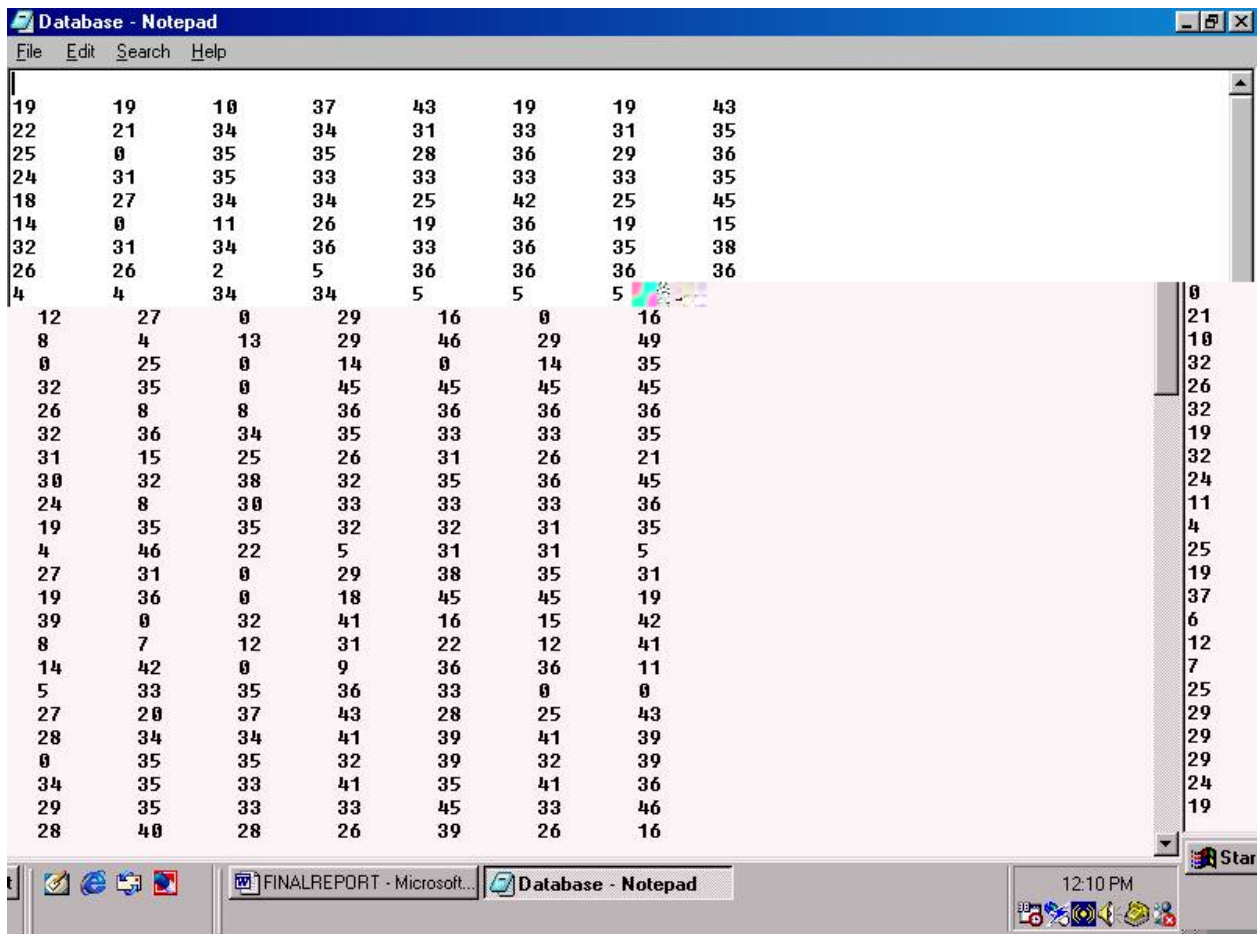 Database - Notepad
File Edit Search Help
19 19 10 37 43 19 19 43
22 21 34 34 31 33 31 35
25 0 35 35 28 36 29 36
24 31 35 33 33 33 33 35
18 27 34 34 25 42 25 45
14 0 11 26 19 36 19 15
32 31 34 36 33 36 35 38
26 26 2 5 36 36 36 36
4 4 34 34 5 5 5 0
12 27 0 29 16 0 16 21
8 4 13 29 46 29 49 10
0 25 0 14 0 14 35 32
32 35 0 45 45 45 45 26
26 8 8 36 36 36 36 32
32 36 34 35 33 33 35 19
31 15 25 26 31 26 21 32
30 32 38 32 35 36 45 24
24 8 30 33 33 33 36 11
19 35 35 32 32 31 35 4
4 46 22 5 31 31 5 25
27 31 0 29 38 35 31 19
19 36 0 18 45 45 19 37
39 0 32 41 16 15 42 6
8 7 12 31 22 12 41 12
14 42 0 9 36 36 11 7
5 33 35 36 33 0 0 25
27 20 37 43 28 25 43 29
28 34 34 41 39 41 39 29
0 35 35 32 39 32 39 29
34 35 33 41 35 41 36 24
29 35 33 33 45 33 46 19
28 40 28 26 39 26 16
Star
t FINALREPORT - Microsoft... Database - Notepad 12:10 PM